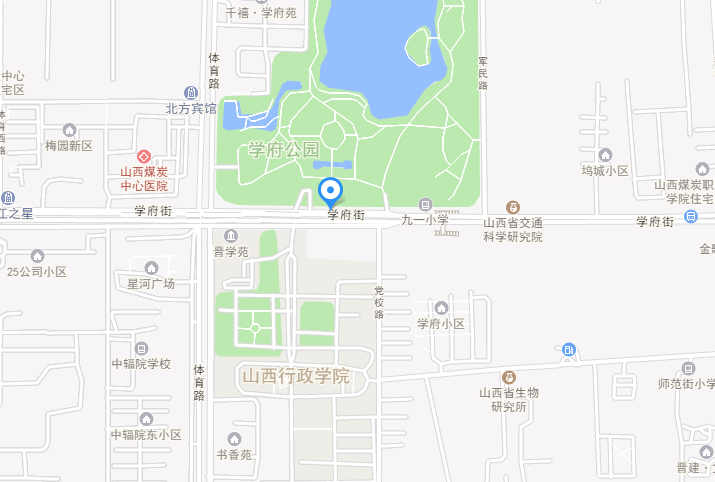 千禧·学府苑
体育路
军民路
中心
宅区
北方宾馆
体育西路
梅园新区
学府公园
山西煤炭
中心医院
坞城小区
山西煤炭职
学院住宅
江之星
学府街
学府街
九一小学
山西省交通
科学研究院
学府街
晋学苑
25公司小区
星河广场
党校路
学府小区
中辐院学校
体育路
山西行政学院
山西省生物
研究所
师范街小学
中辐院东小区
书香苑